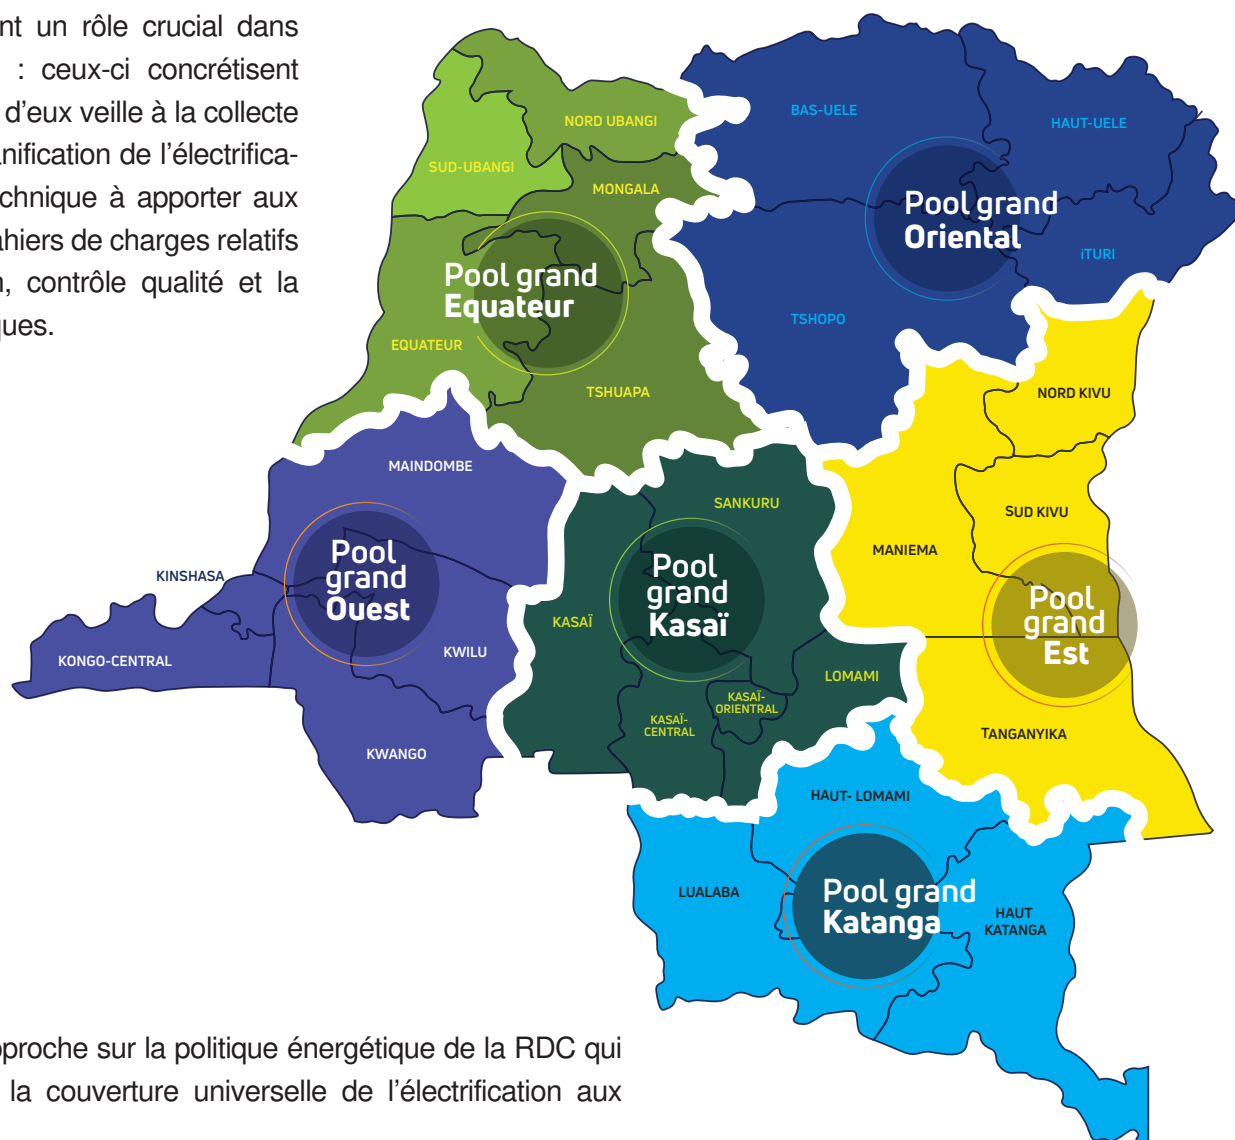 nt un rôle crucial dans
: ceux-ci concrétisent
d'eux veille à la collecte
nification de l'électrifica-
chnique à apporter aux
ahiers de charges relatifs
n, contrôle qualité et la
ques.
NORD UBANGI
SUD-UBANGI
MONGALA
Pool grand
Equateur
EQUATEUR
TSHUAPA
BAS-UELE
HAUT-UELE
Pool grand
Oriental
iTURI
TSHOPO
NORD KIVU
SUD KIVU
MANIEMA
Pool
grand
Est
TANGANYIKA
MAINDOMBE
KINSHASA
Pool
grand
Ouest
KONGO-CENTRAL
KWILU
KWANGO
SANKURU
Pool
grand
Kasaï
KASAÏ
LOMAMI
KASAÏ-
ORIENTRAL
KASAÏ-
CENTRAL
HAUT- LOMAMI
LUALABA
Pool grand
Katanga
HAUT
KATANGA
pproche sur la politique énergétique de la RDC qui
la couverture universelle de l'électrification aux